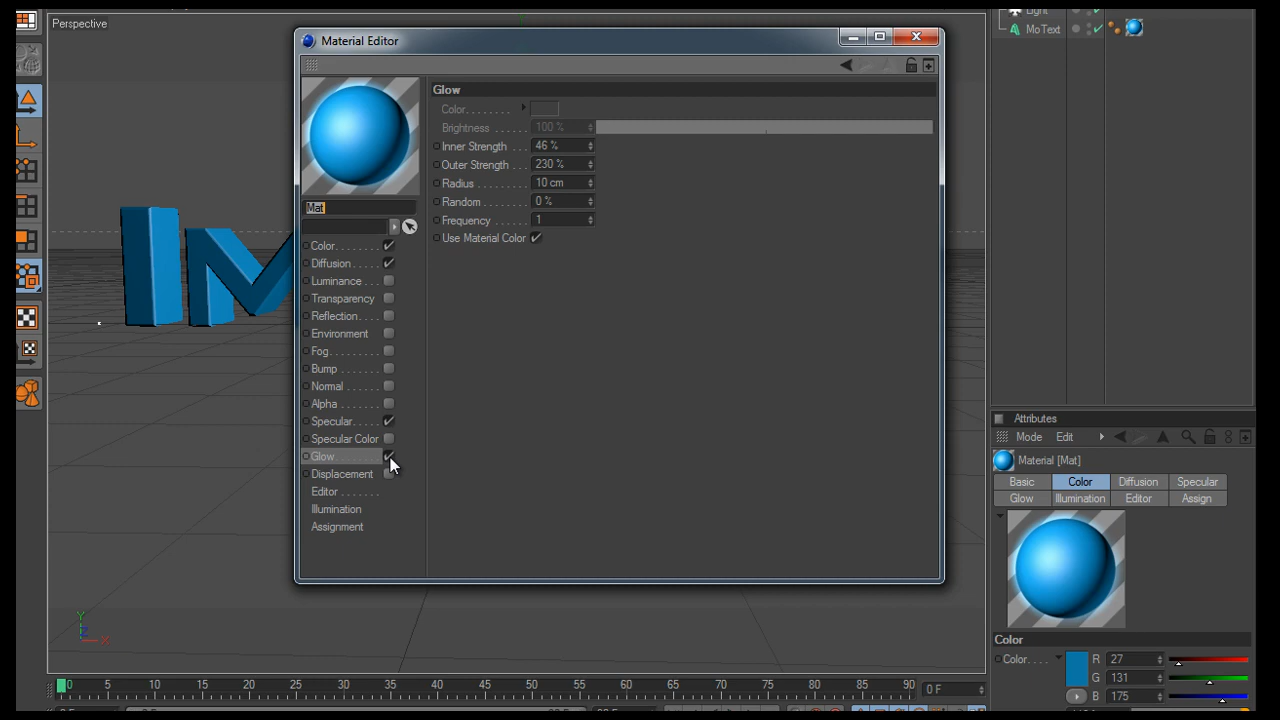 Perspective
Material Editor
Light
MoText
Glow
Color
Brightness 100 %
Inner Strength 46 %
Outer Strength 230 %
Radius 10 cm
Random 0 %
Frequency 1
Use Material Color
Mat
Color
Diffusion
Luminance
Transparency
Reflection
Environment
Fog
Bump
Normal
Alpha
Specular
Specular Color
Glow
Displacement
Editor
Illumination
Assignment
IM
Attributes
Mode Edit
Material [Mat]
Basic Color Diffusion Specular
Glow Illumination Editor Assign
Color
Color R 27
G 131
B 175
Y
Z X
0 5 10 15 20 25 30 35 40 45 50 55 60 65 70 75 80 85 90 0 F